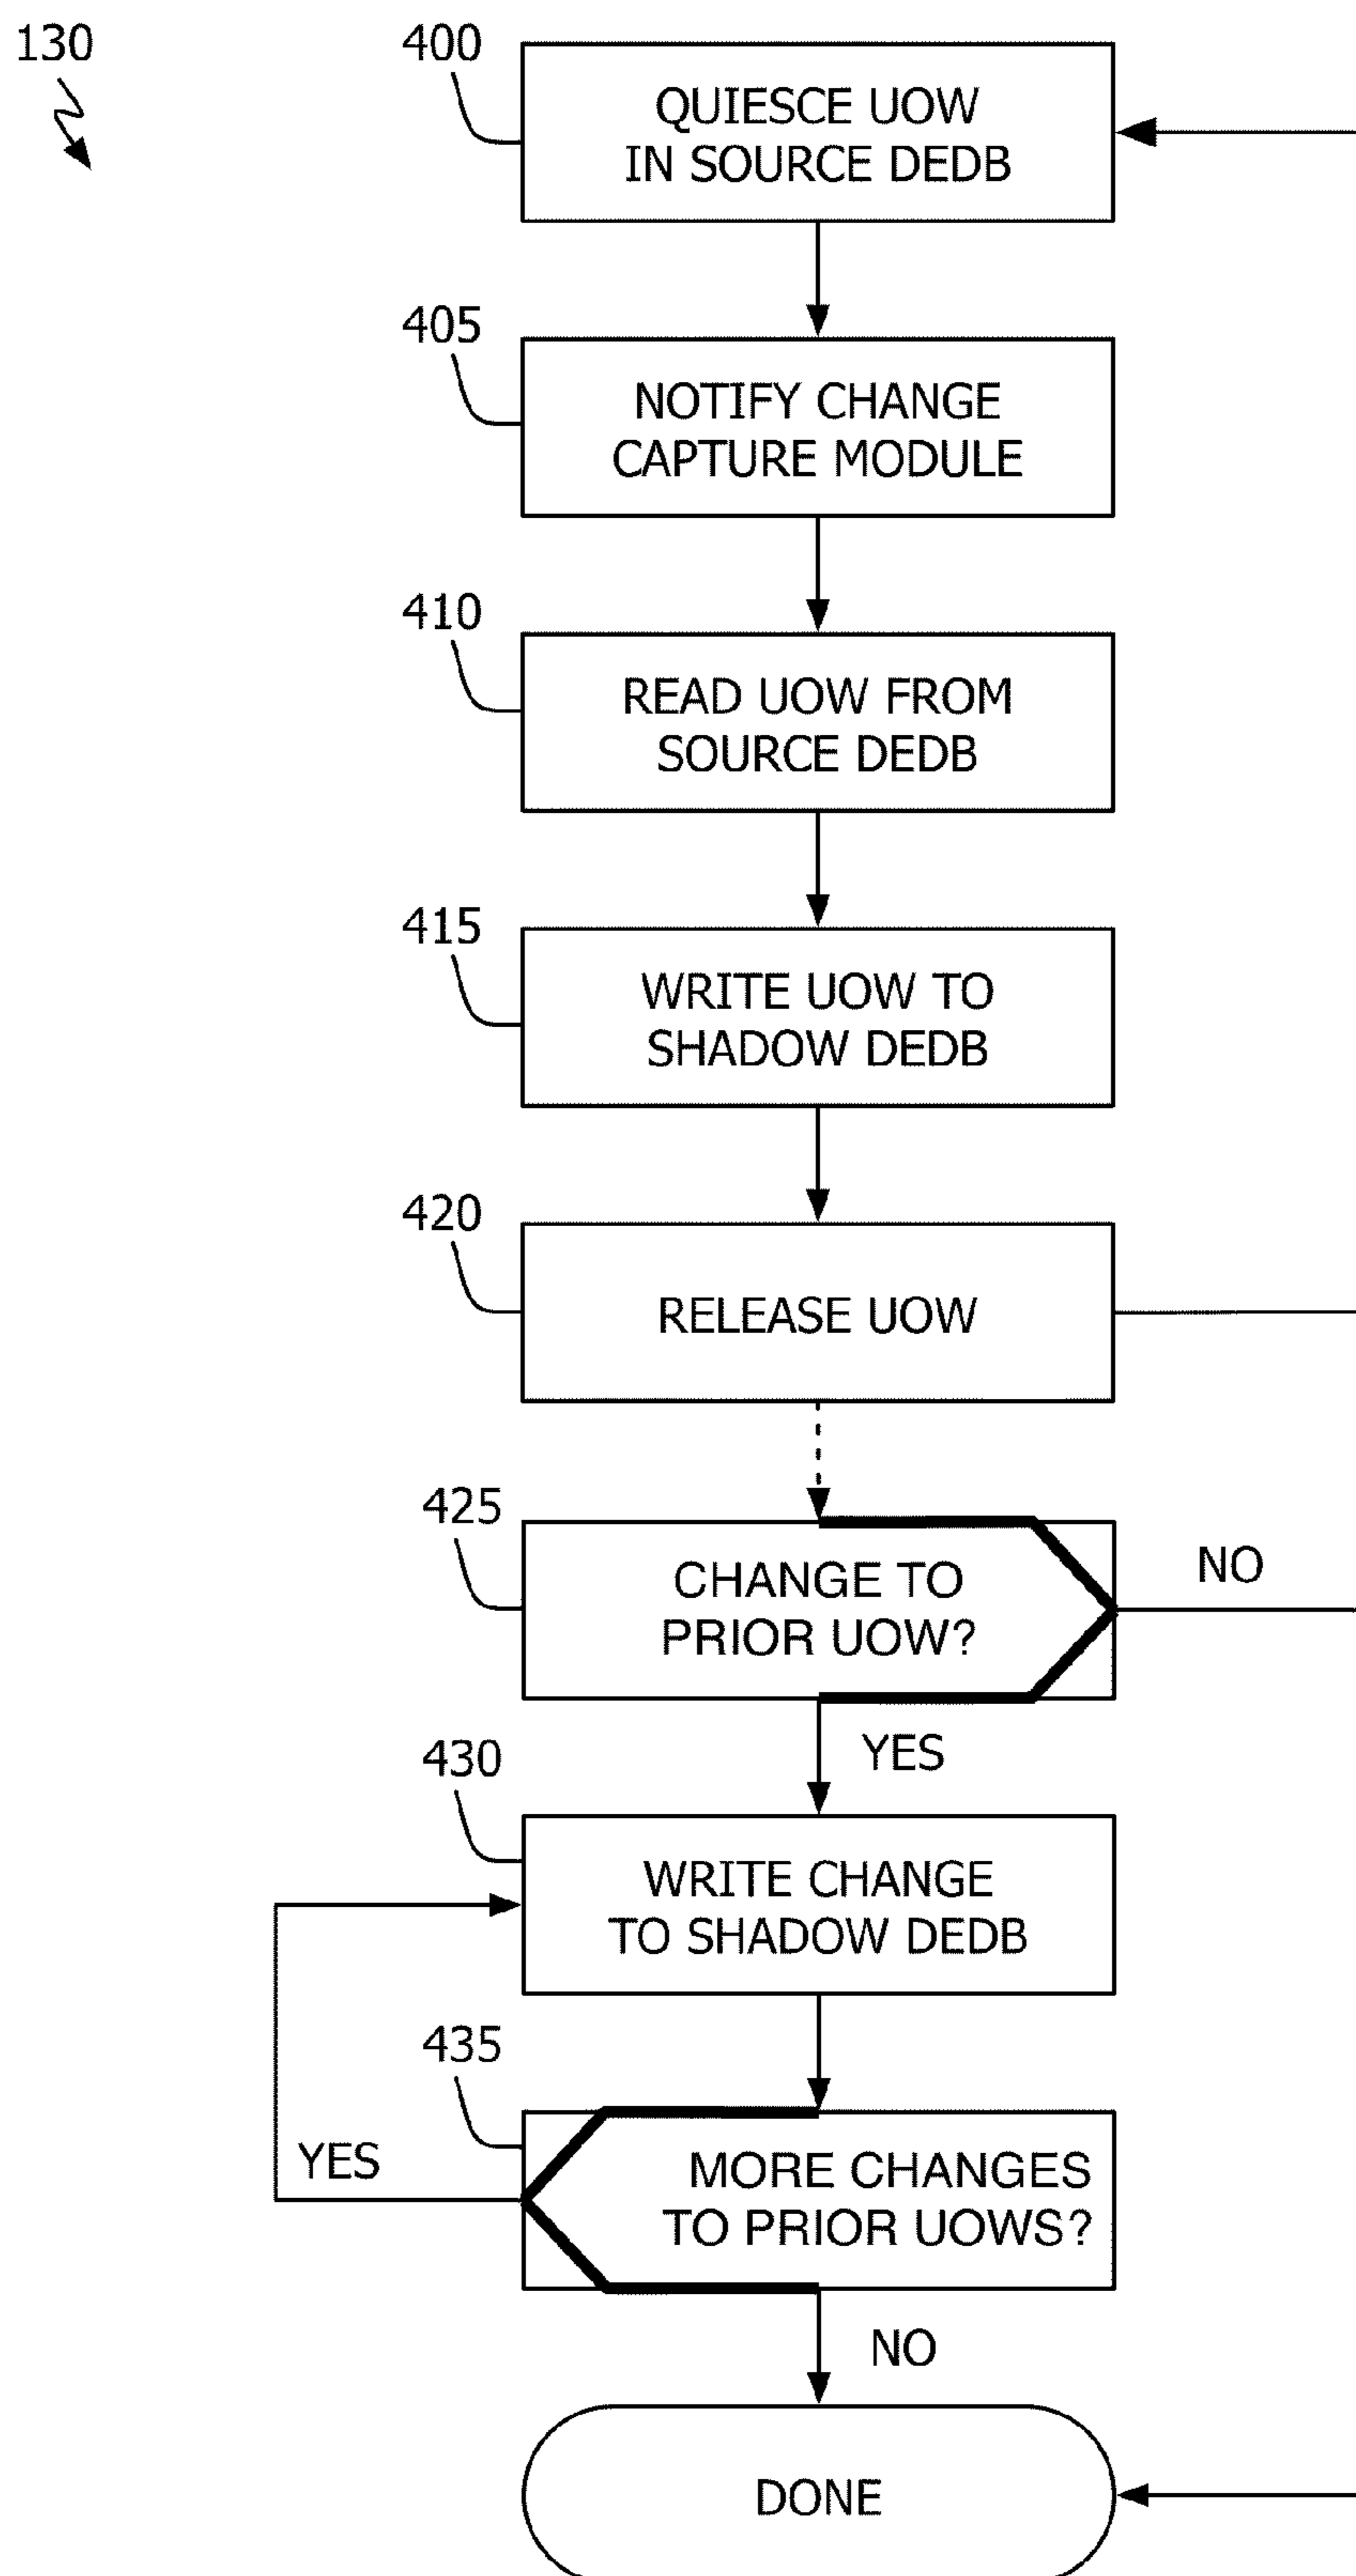 130
400
QUIESCE UOW
IN SOURCE DEDB
405
NOTIFY CHANGE
CAPTURE MODULE
410
READ UOW FROM
SOURCE DEDB
415
WRITE UOW TO
SHADOW DEDB
420
RELEASE UOW
425
CHANGE TO
PRIOR UOW?
NO
YES
430
WRITE CHANGE
TO SHADOW DEDB
435
YES
MORE CHANGES
TO PRIOR UOWS?
NO
DONE